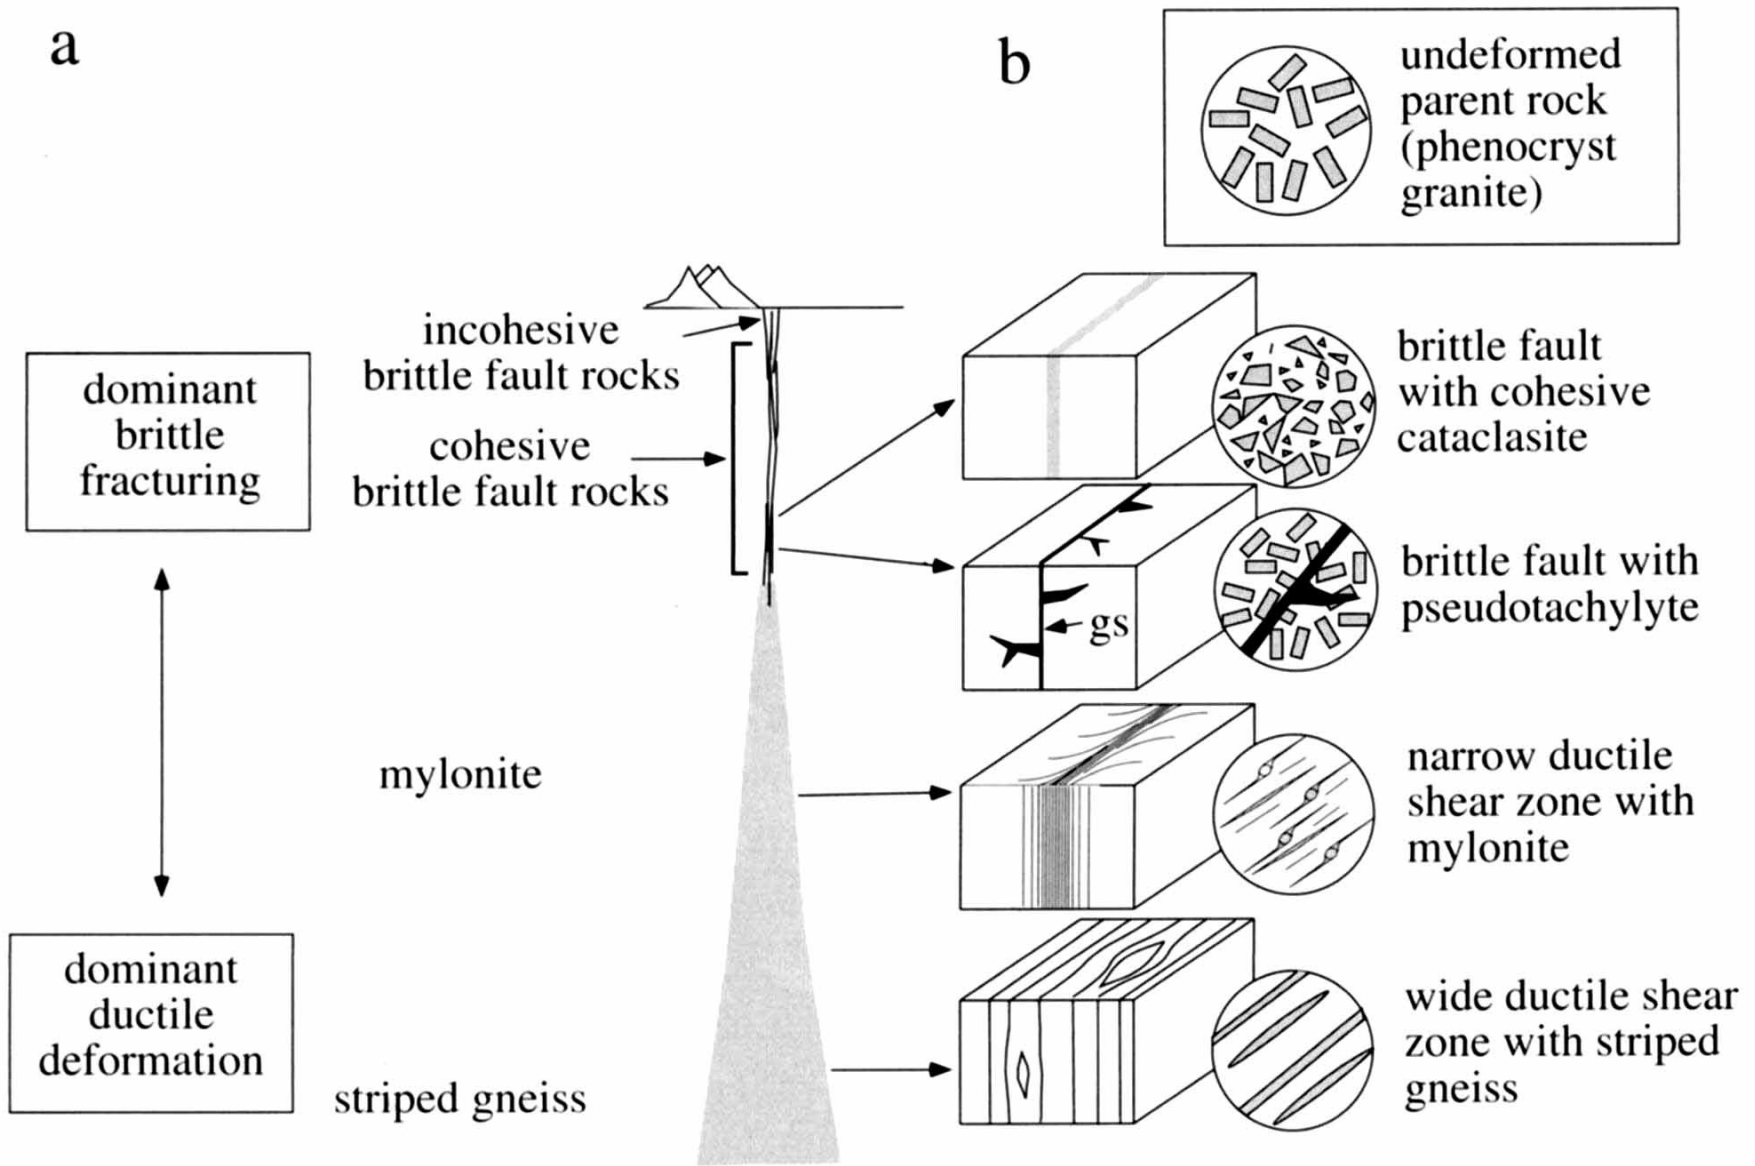 a
dominant
brittle
fracturing
dominant
ductile
deformation
incohesive
brittle fault rocks
cohesive
brittle fault rocks
mylonite
striped gneiss
b
undeformed
parent rock
(phenocryst
granite)
brittle fault
with cohesive
cataclasite
gs
brittle fault with
pseudotachylyte
narrow ductile
shear zone with
mylonite
wide ductile shear
zone with striped
gneiss